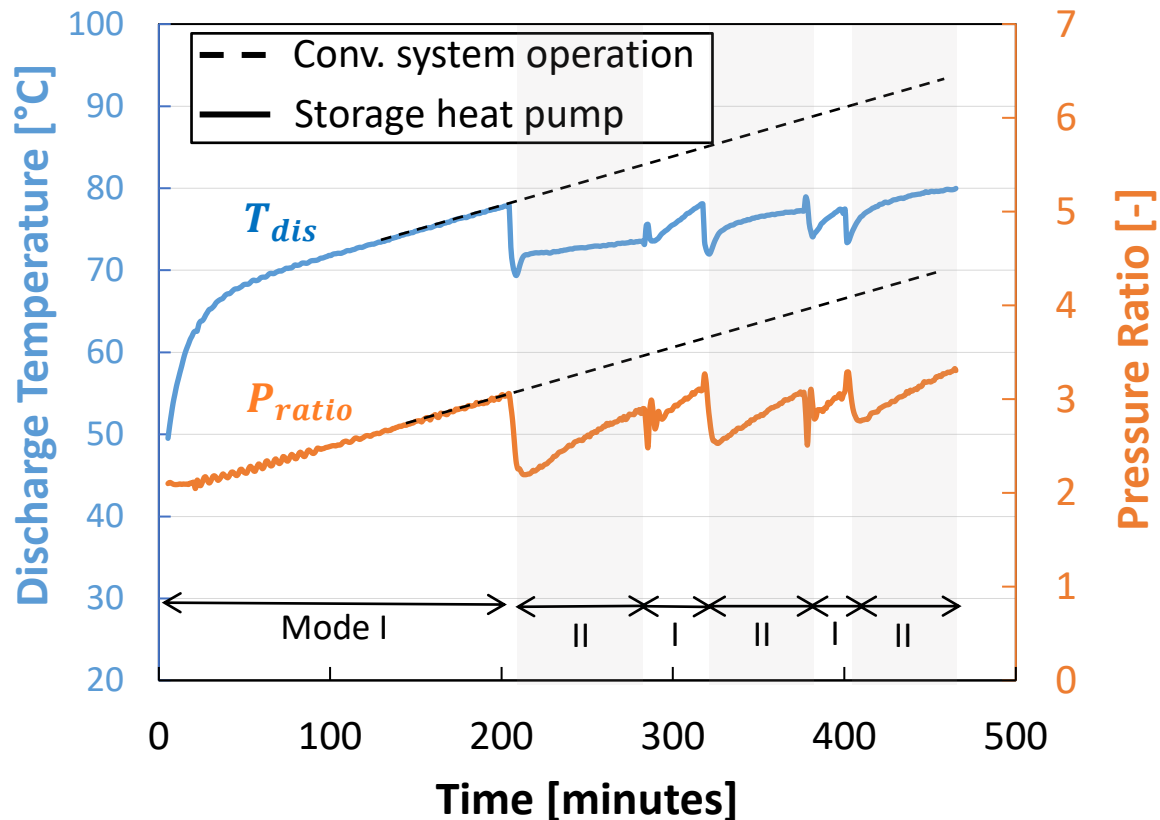 Discharge Temperature [°C]
100
90
80
70
60
50
40
30
20
Conv. system operation
Storage heat pump
T_dis
P_ratio
Mode I
II
I
II
I
II
7
6
5
4
3
2
1
0
Pressure Ratio [-]
0
100
200
300
400
500
Time [minutes]